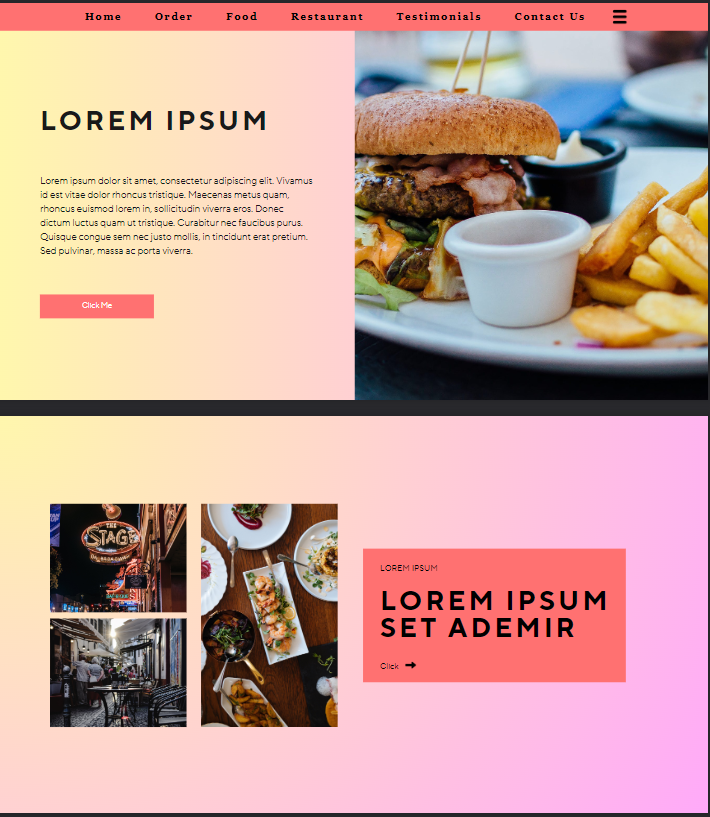 Home Order Food Restaurant Testimonials Contact Us
LOREM IPSUM
Lorem ipsum dolor sit amet, consectetur adipiscing elit. Vivamus
id est vitae dolor rhoncus tristique. Maecenas metus quam,
rhoncus euismod lorem in, sollicitudin viverra eros. Donec
dictum luctus quam ut tristique. Curabitur nec faucibus purus.
Quisque congue sem nec justo mollis, in tincidunt erat pretium.
Sed pulvinar, massa ac porta viverra.
Click Me
THE
STAGE
LOREM IPSUM
LOREM IPSUM
SET ADEMIR
Click